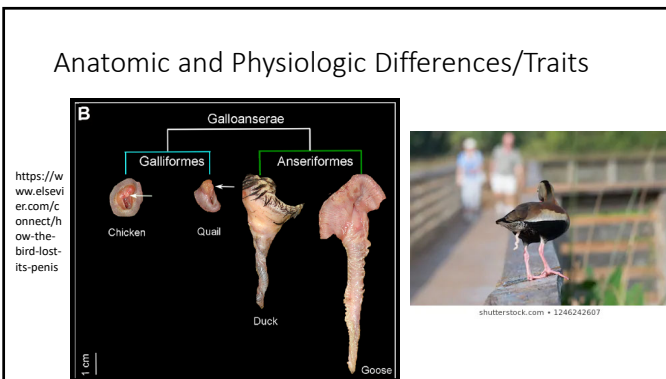 Anatomic and Physiologic Differences/Traits
https://w
ww.elsevi
er.com/c
onnect/h
ow-the-
bird-lost-
its-penis
B
Galloanserae
Galliformes
Anseriformes
Chicken
Quail
Duck
Goose
1 cm
shutterstock.com • 1246242607